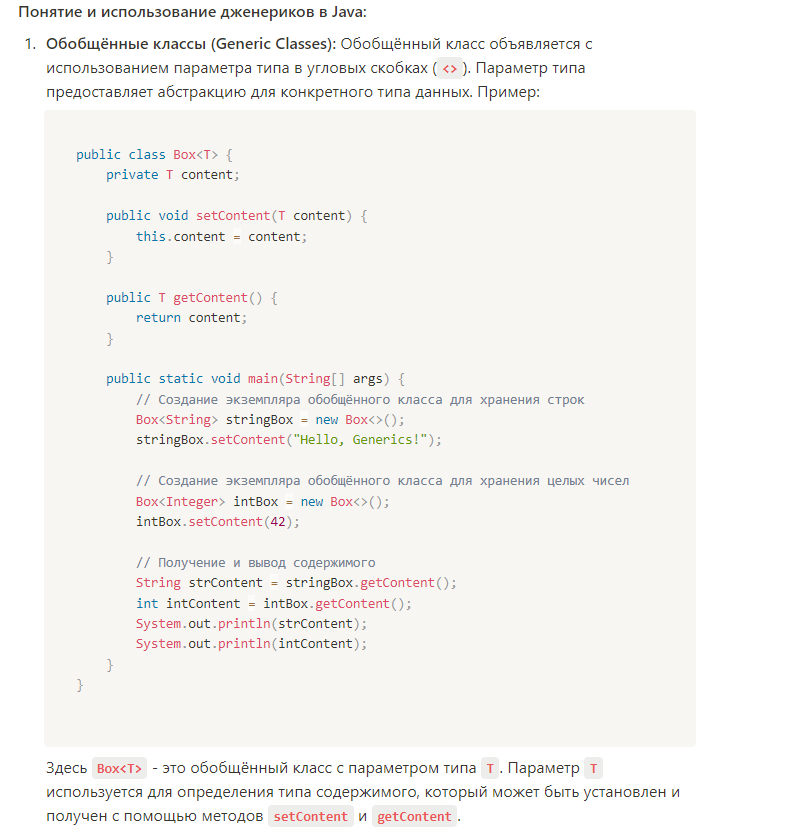 Понятие и использование дженериков в Java:
1. Обобщённые классы (Generic Classes): Обобщённый класс объявляется с
использованием параметра типа в угловых скобках ( <> ). Параметр типа
предоставляет абстракцию для конкретного типа данных. Пример:
public class Box<T> {
    private T content;
    public void setContent(T content) {
        this.content = content;
    }
    public T getContent() {
        return content;
    }
    public static void main(String[] args) {
        // Создание экземпляра обобщённого класса для хранения строк
        Box<String> stringBox = new Box<>();
        stringBox.setContent("Hello, Generics!");
        // Создание экземпляра обобщённого класса для хранения целых чисел
        Box<Integer> intBox = new Box<>();
        intBox.setContent(42);
        // Получение и вывод содержимого
        String strContent = stringBox.getContent();
        int intContent = intBox.getContent();
        System.out.println(strContent);
        System.out.println(intContent);
    }
}
Здесь Box<T> - это обобщённый класс с параметром типа T . Параметр T
используется для определения типа содержимого, который может быть установлен и
получен с помощью методов setContent и getContent .